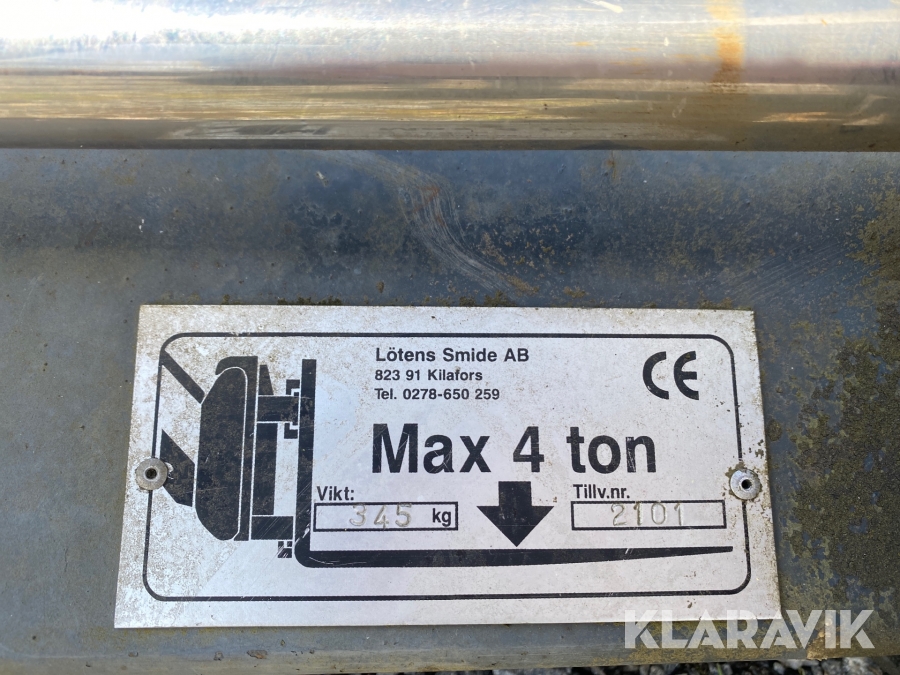 Lötens Smide AB
823 91 Kilafors
Tel. 0278-650 259
CE
Max 4 ton
Vikt:
345 kg
Tillv.nr.
2101
KLARAVIK